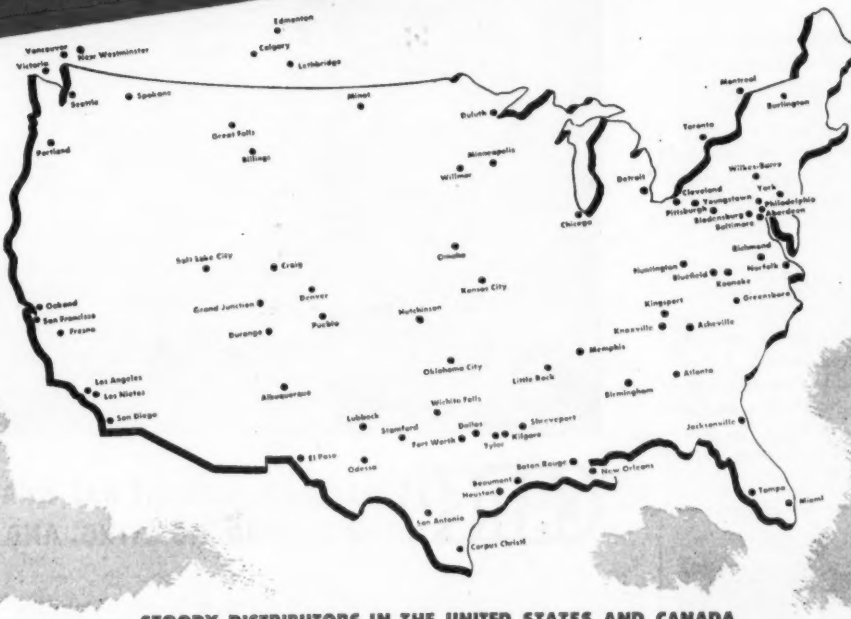 Edmonton
Vancouver
New Westminster
Calgary
Victoria
Lethbridge
Seattle
Spokane
Minot
Duluth
Montreal
Burlington
Great Falls
Toronto
Portland
Billings
Minneapolis
Willmar
Detroit
Wilkes-Barre
Cleveland
York
Youngstown
Philadelphia
Pittsburgh
Bladensburg
Aberdeen
Chicago
Baltimore
Richmond
Omaha
Salt Lake City
Craig
Huntington
Norfolk
Bluefield
Roanoke
Kansas City
Denver
Grand Junction
Greensboro
Oakland
Kingsport
Hutchinson
Pueblo
San Francisco
Fresno
Durango
Knoxville
Asheville
Memphis
Oklahoma City
Little Rock
Atlanta
Los Angeles
Los Nietos
Albuquerque
Birmingham
Wichita Falls
San Diego
Lubbock
Stamford
Dallas
Shreveport
Jacksonville
Fort Worth
Tyler
Kilgore
El Paso
Odessa
Baton Rouge
New Orleans
Beaumont
Houston
Tampa
Miami
San Antonio
Corpus Christi
STOODY DISTRIBUTORS IN THE UNITED STATES AND CANADA